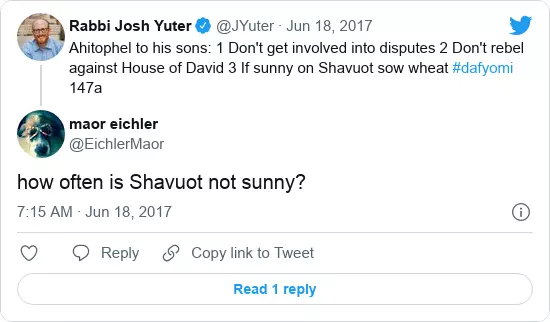 Rabbi Josh Yuter @JYuter · Jun 18, 2017
Ahitophel to his sons: 1 Don't get involved into disputes 2 Don't rebel
against House of David 3 If sunny on Shavuot sow wheat #dafyomi
147a
maor eichler
@EichlerMaor
how often is Shavuot not sunny?
7:15 AM · Jun 18, 2017
Reply Copy link to Tweet
Read 1 reply